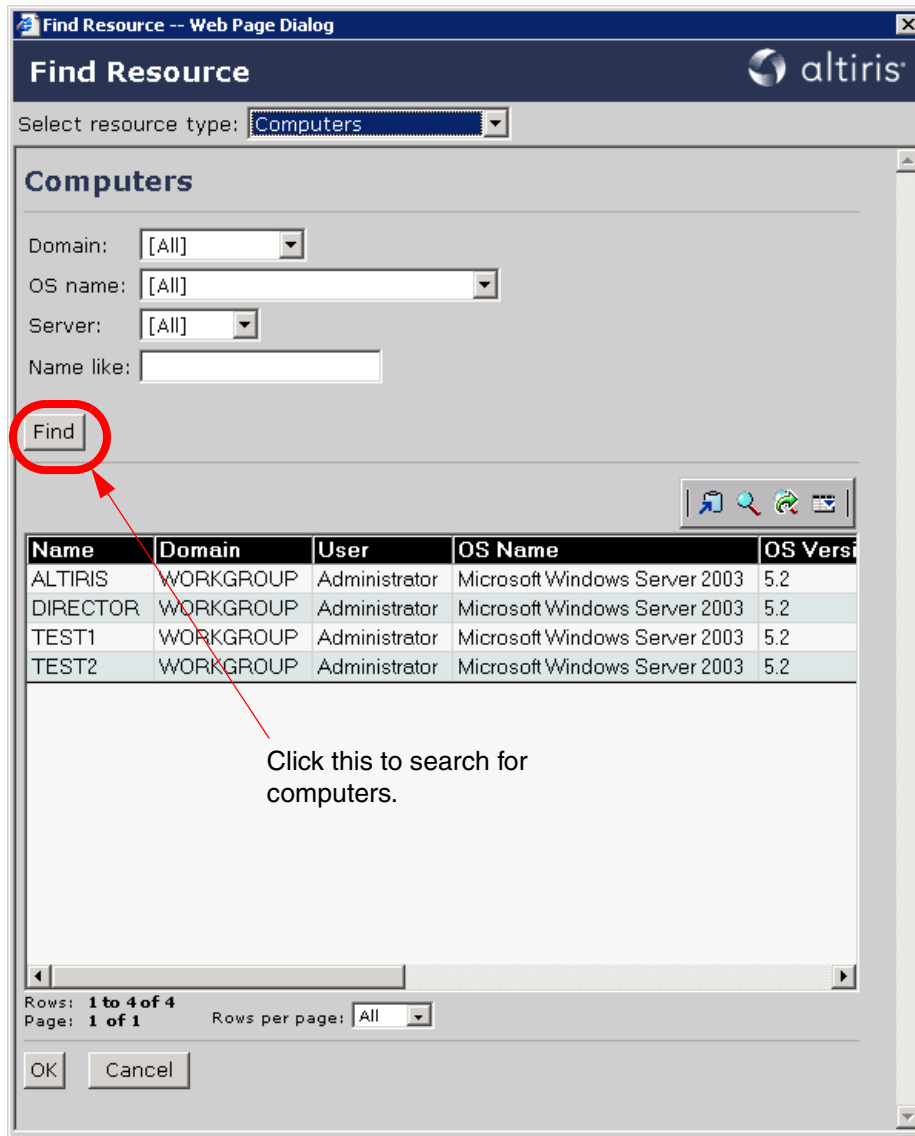 Find Resource -- Web Page Dialog
Find Resource
altiris
Select resource type: Computers
Computers
Domain: [All]
OS name: [All]
Server: [All]
Name like:
Find
Name Domain User OS Name OS Versi
ALTIRIS WORKGROUP Administrator Microsoft Windows Server 2003 5.2
DIRECTOR WORKGROUP Administrator Microsoft Windows Server 2003 5.2
TEST1 WORKGROUP Administrator Microsoft Windows Server 2003 5.2
TEST2 WORKGROUP Administrator Microsoft Windows Server 2003 5.2
Click this to search for
computers.
Rows: 1 to 4 of 4
Page: 1 of 1 Rows per page: All
OK Cancel